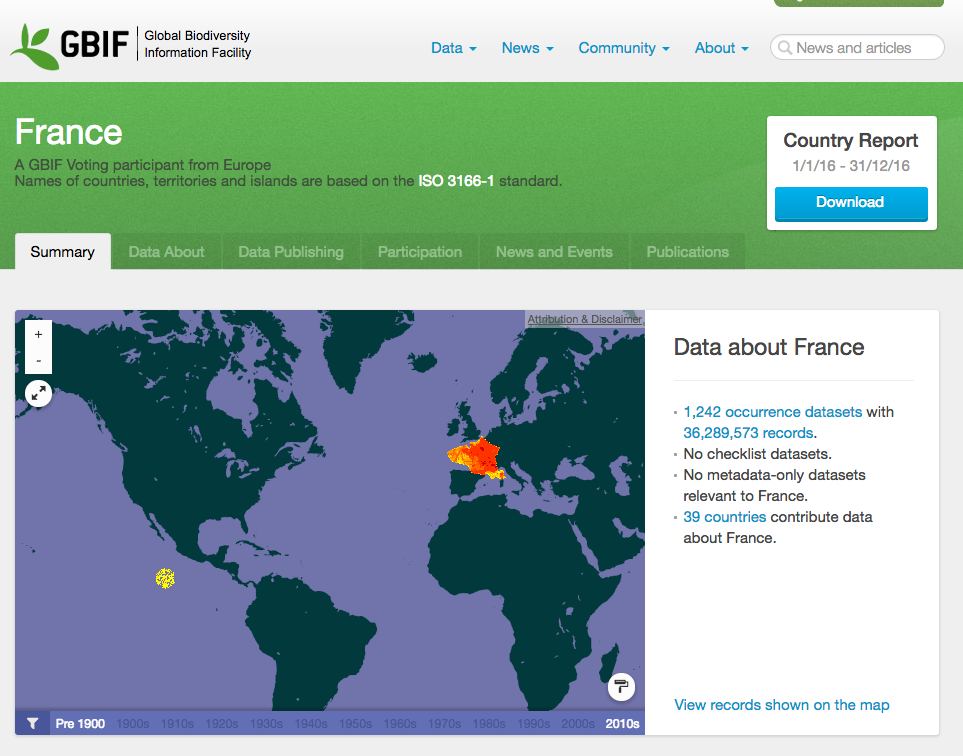 GBIF
Global Biodiversity
Information Facility
Data
News
Community
About
News and articles
France
A GBIF Voting participant from Europe
Names of countries, territories and islands are based on the ISO 3166-1 standard.
Country Report
1/1/16 - 31/12/16
Download
Summary
Data About
Data Publishing
Participation
News and Events
Publications
+
-
Attribution & Disclaimer
Data about France
1,242 occurrence datasets with
36,289,573 records.
No checklist datasets.
No metadata-only datasets
relevant to France.
39 countries contribute data
about France.
View records shown on the map
Pre 1900 1900s 1910s 1920s 1930s 1940s 1950s 1960s 1970s 1980s 1990s 2000s 2010s